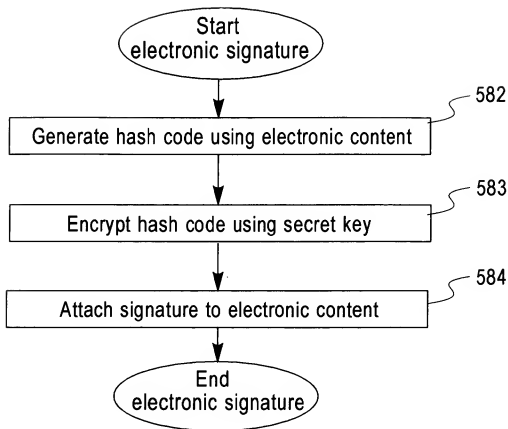 Start
electronic signature
582
Generate hash code using electronic content
583
Encrypt hash code using secret key
584
Attach signature to electronic content
End
electronic signature